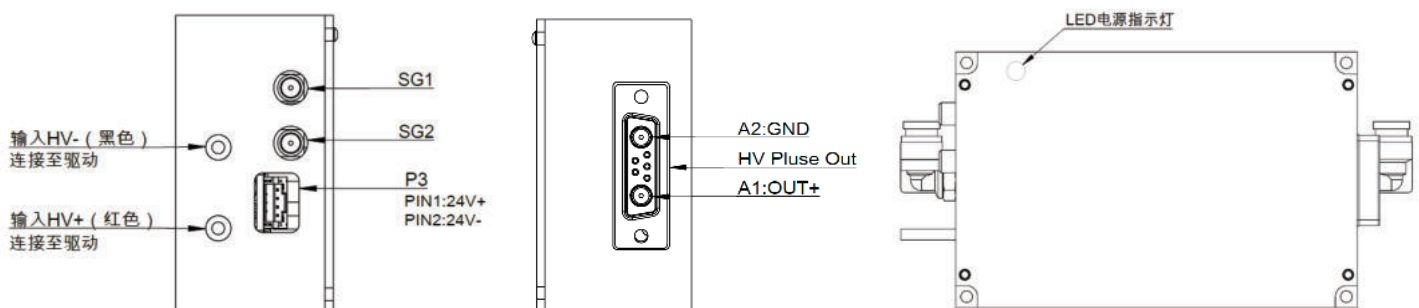 SG1
SG2
输入HV-（黑色）
连接至驱动
P3
PIN1:24V+
PIN2:24V-
输入HV+（红色）
连接至驱动
A2:GND
HV Pluse Out
A1:OUT+
LED电源指示灯